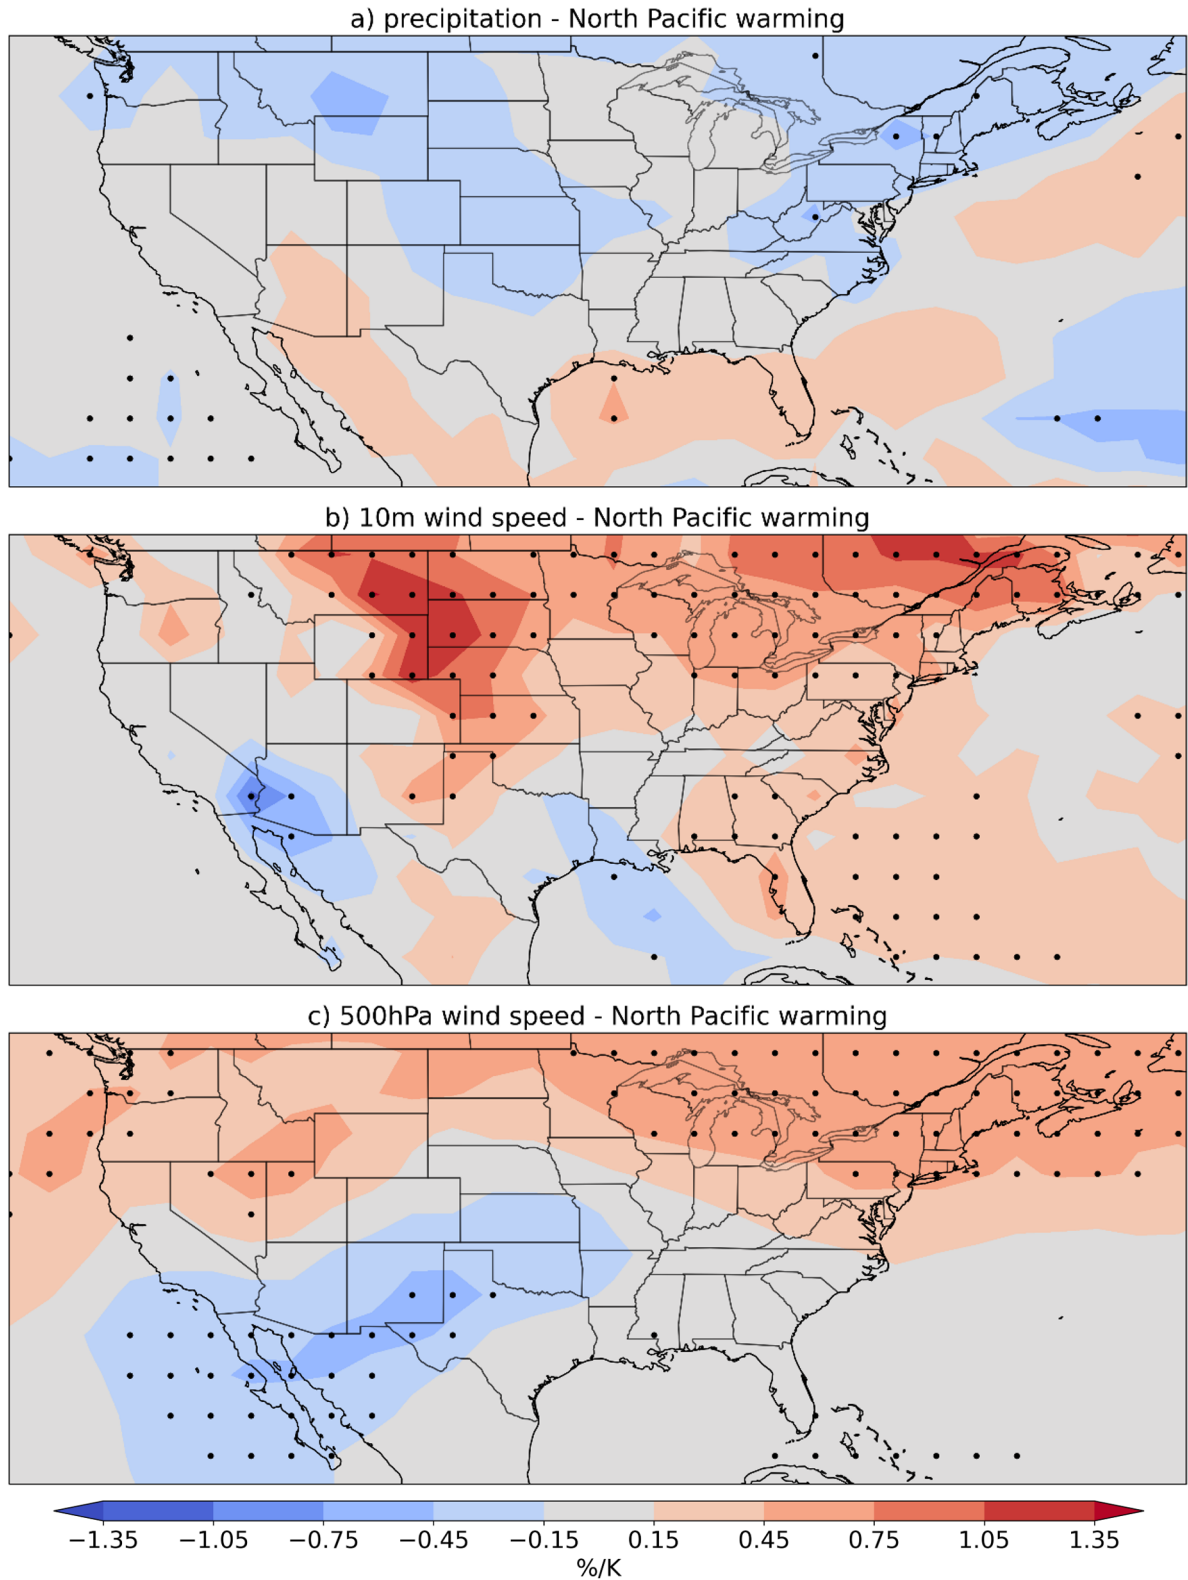 a) precipitation - North Pacific warming
b) 10m wind speed - North Pacific warming
c) 500hPa wind speed - North Pacific warming
−1.35 −1.05 −0.75 −0.45 −0.15 0.15 0.45 0.75 1.05 1.35
%/K